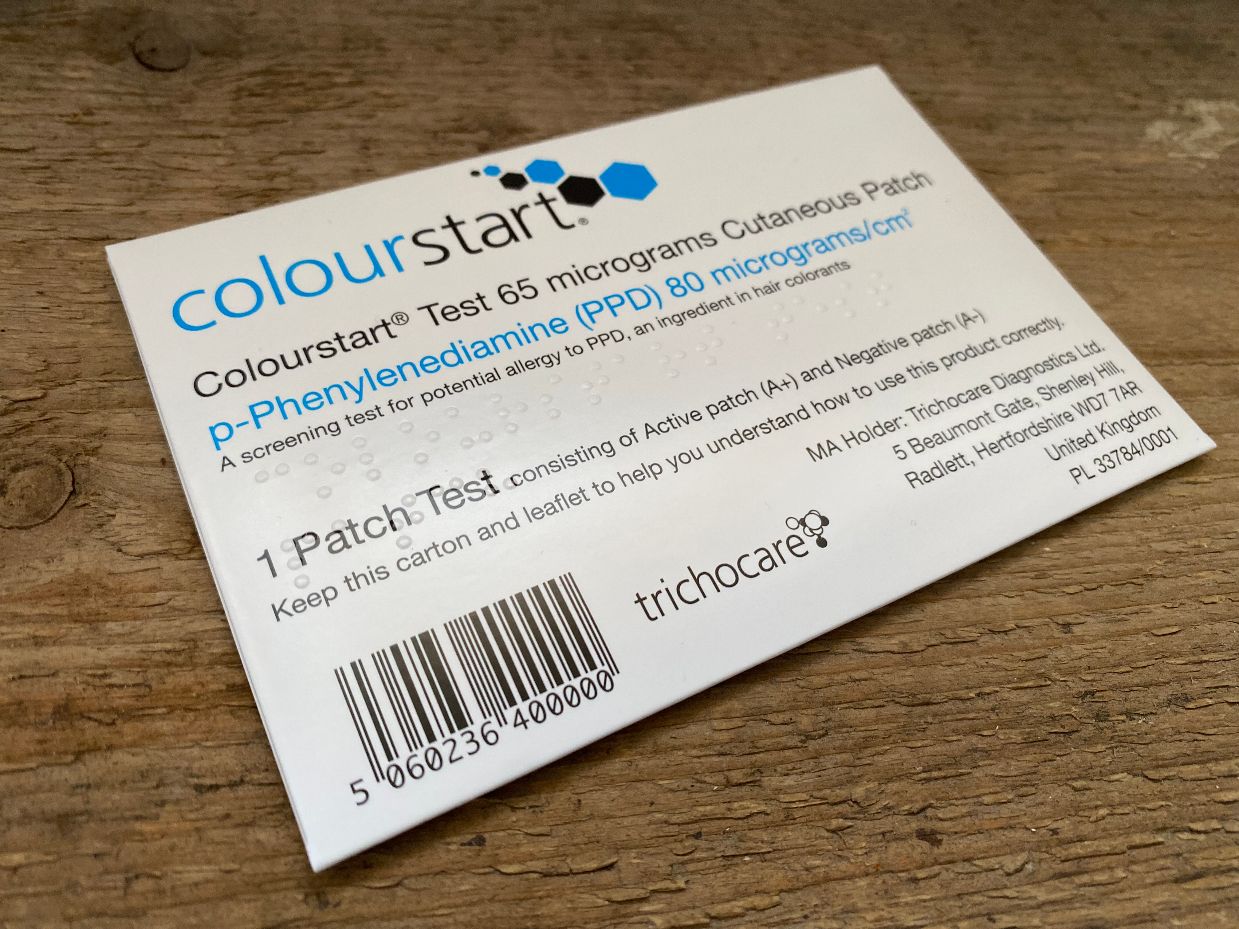 colourstart®
Colourstart® Test 65 micrograms Cutaneous Patch
p-Phenylenediamine (PPD) 80 micrograms/cm²
A screening test for potential allergy to PPD, an ingredient in hair colorants
1 Patch Test consisting of Active patch (A+) and Negative patch (A-)
Keep this carton and leaflet to help you understand how to use this product correctly.
MA Holder: Trichocare Diagnostics Ltd.
5 Beaumont Gate, Shenley Hill,
Radlett, Hertfordshire WD7 7AR
United Kingdom
PL 33784/0001
trichocare
5 060236 400000